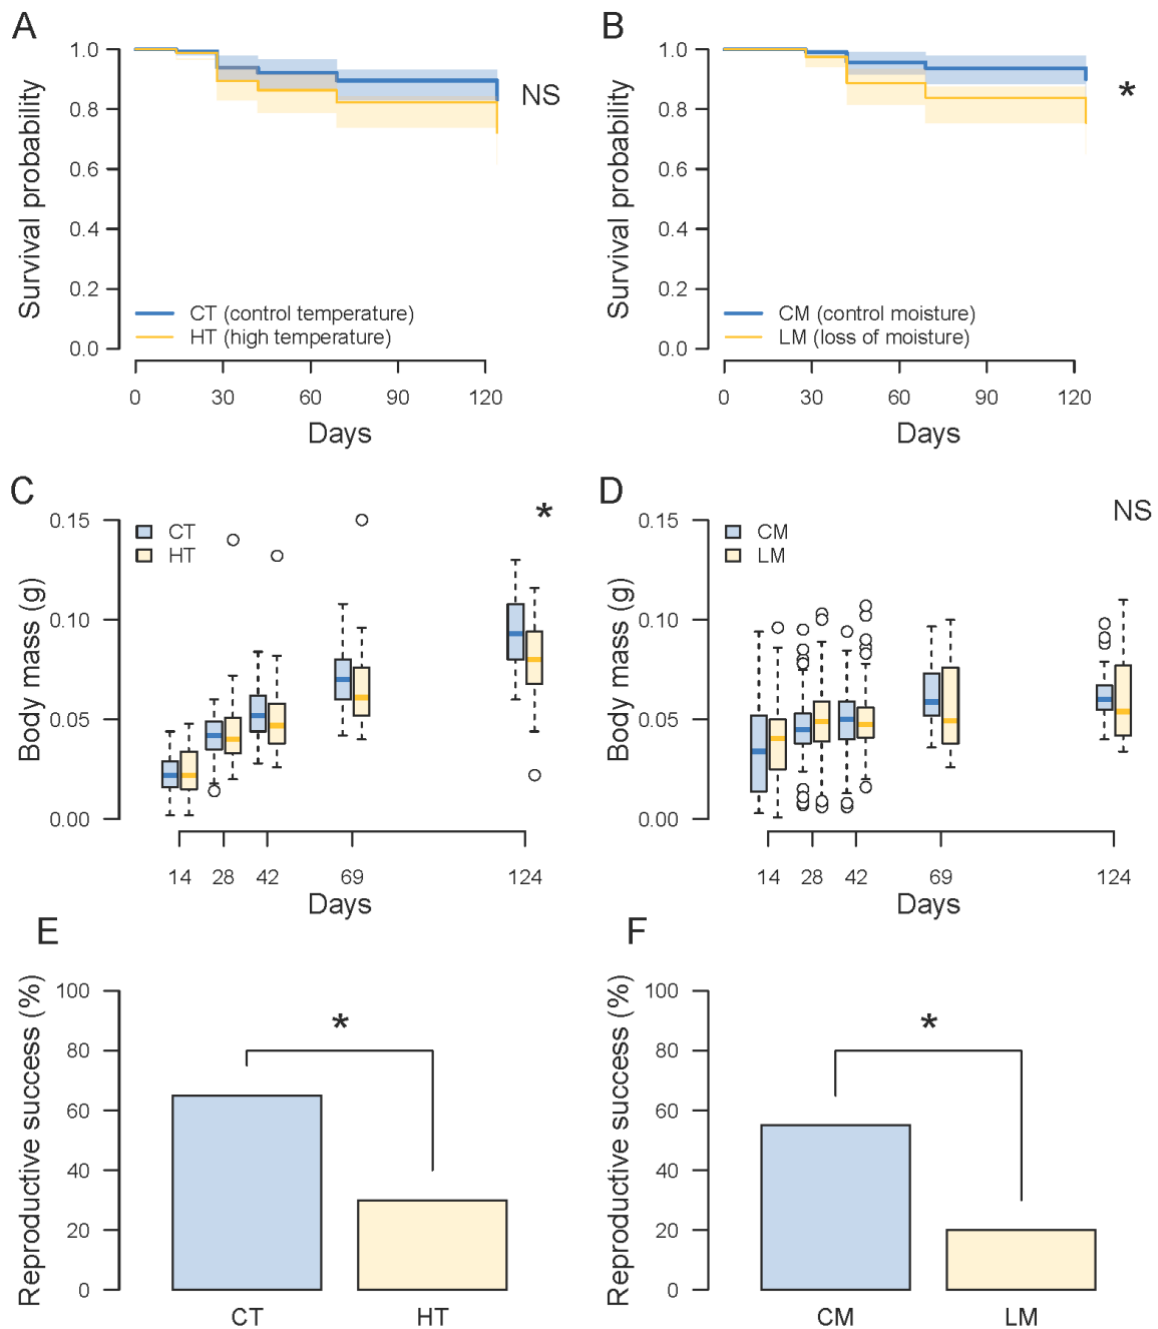 A
B
Survival probability
1.0
0.8
0.6
0.4
0.2
0.0
NS
CT (control temperature)
HT (high temperature)
0 30 60 90 120
Days
Survival probability
1.0
0.8
0.6
0.4
0.2
0.0
*
CM (control moisture)
LM (loss of moisture)
0 30 60 90 120
Days
C
D
Body mass (g)
0.15
0.10
0.05
0.00
CT
HT
*
14 28 42 69 124
Days
Body mass (g)
0.15
0.10
0.05
0.00
CM
LM
NS
14 28 42 69 124
Days
E
F
Reproductive success (%)
100
80
60
40
20
0
*
CT HT
Reproductive success (%)
100
80
60
40
20
0
*
CM LM